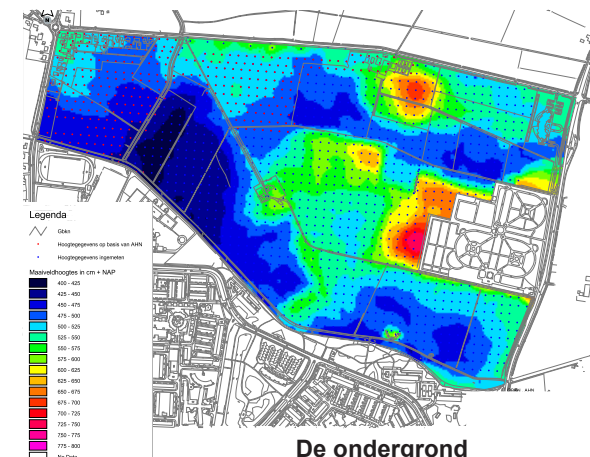 N
Legenda
Gbkn
Hoogtegegevens op basis van AHN
Hoogtegegevens ingemeten
Maaiveldhoogtes in cm + NAP
400 - 425
425 - 450
450 - 475
475 - 500
500 - 525
525 - 550
550 - 575
575 - 600
600 - 625
625 - 650
650 - 675
675 - 700
700 - 725
725 - 750
750 - 775
775 - 800
No Data
De ondergrond